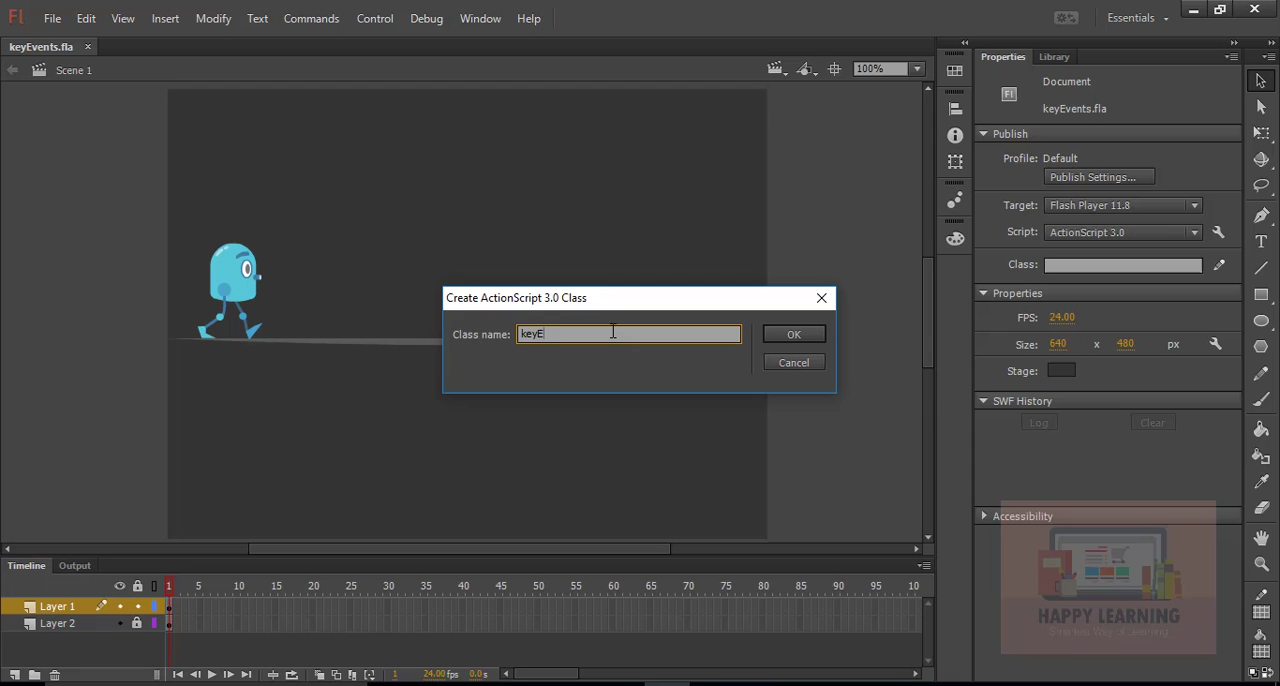 Fl File Edit View Insert Modify Text Commands Control Debug Window Help Essentials
keyEvents.fla
Scene 1
100%
Properties Library
Document
Fl keyEvents.fla
Publish
Profile: Default
Publish Settings...
Target: Flash Player 11.8
Script: ActionScript 3.0
Class:
Properties
FPS: 24.00
Size: 640 x 480 px
Stage:
SWF History
Log Clear
Accessibility
Create ActionScript 3.0 Class
Class name: keyE
OK
Cancel
HAPPY LEARNING
Smartest Way of Learning
Timeline Output
1 5 10 15 20 25 30 35 40 45 50 55 60 65 70 75 80 85 90 95 10
Layer 1
Layer 2
1 24.00 fps 0.0 s